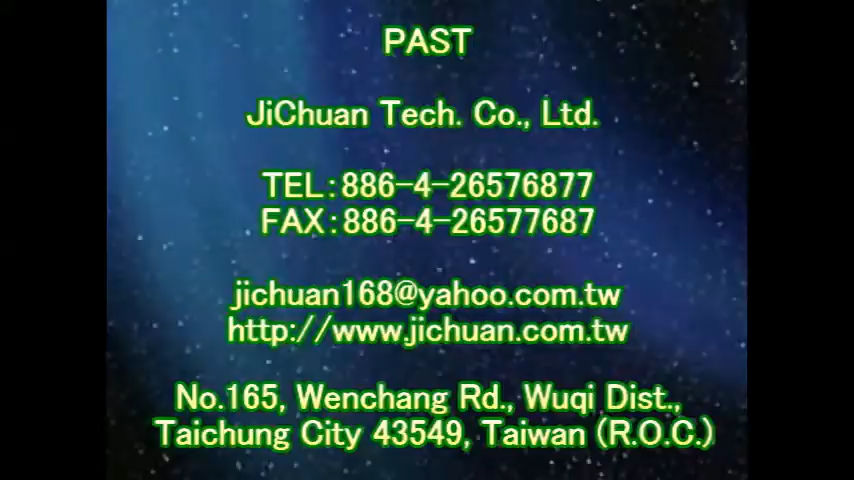 PAST
JiChuan Tech. Co., Ltd.
TEL:886-4-26576877
FAX:886-4-26577687
jichuan168@yahoo.com.tw
http://www.jichuan.com.tw
No.165, Wenchang Rd., Wuqi Dist.,
Taichung City 43549, Taiwan (R.O.C.)